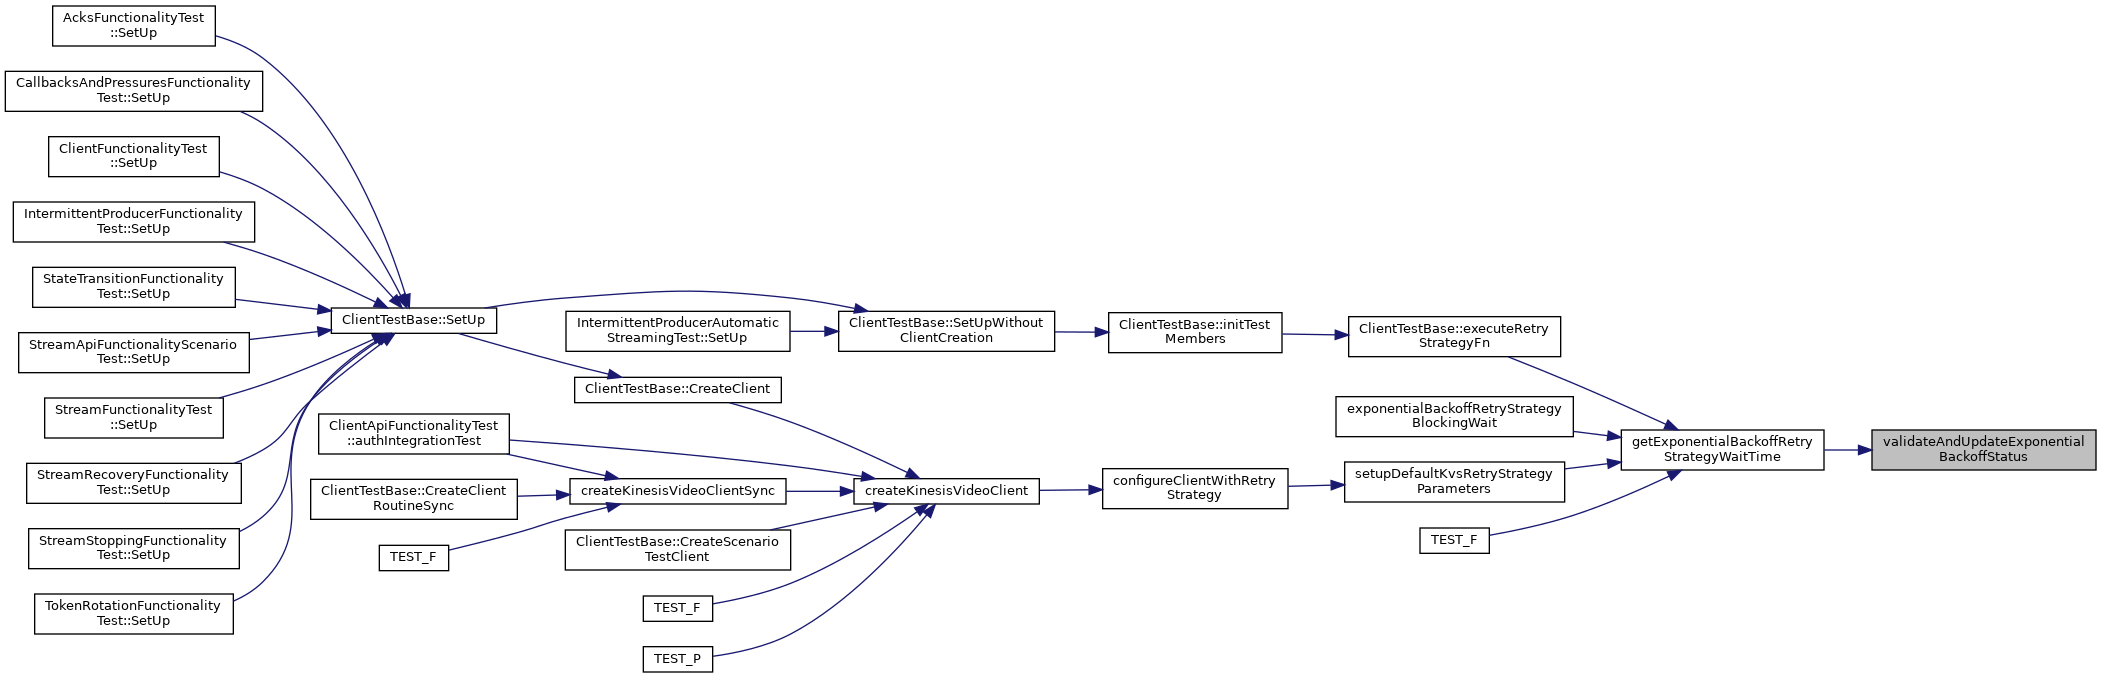 AcksFunctionalityTest
::SetUp
CallbacksAndPressuresFunctionality
Test::SetUp
ClientFunctionalityTest
::SetUp
IntermittentProducerFunctionality
Test::SetUp
StateTransitionFunctionality
Test::SetUp
StreamApiFunctionalityScenario
Test::SetUp
StreamFunctionalityTest
::SetUp
StreamRecoveryFunctionality
Test::SetUp
StreamStoppingFunctionality
Test::SetUp
TokenRotationFunctionality
Test::SetUp
ClientTestBase::SetUp
ClientApiFunctionalityTest
::authIntegrationTest
ClientTestBase::CreateClient
RoutineSync
TEST_F
IntermittentProducerAutomatic
StreamingTest::SetUp
ClientTestBase::CreateClient
createKinesisVideoClientSync
ClientTestBase::CreateScenario
TestClient
TEST_F
TEST_P
ClientTestBase::SetUpWithout
ClientCreation
createKinesisVideoClient
ClientTestBase::initTest
Members
configureClientWithRetry
Strategy
ClientTestBase::executeRetry
StrategyFn
exponentialBackoffRetryStrategy
BlockingWait
setupDefaultKvsRetryStrategy
Parameters
TEST_F
getExponentialBackoffRetry
StrategyWaitTime
validateAndUpdateExponential
BackoffStatus